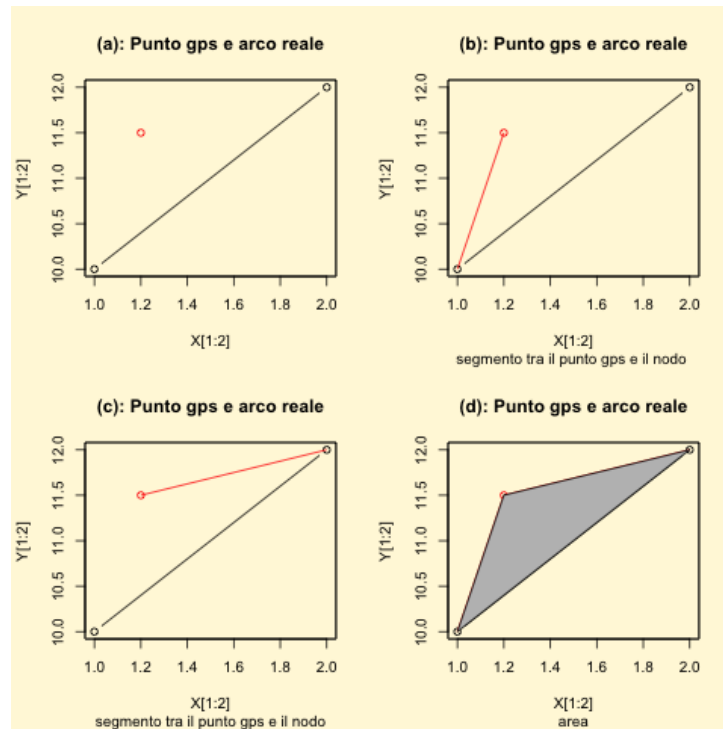 (a): Punto gps e arco reale
Y[1:2]
10.0 10.5 11.0 11.5 12.0
1.0 1.2 1.4 1.6 1.8 2.0
X[1:2]
(b): Punto gps e arco reale
Y[1:2]
10.0 10.5 11.0 11.5 12.0
1.0 1.2 1.4 1.6 1.8 2.0
X[1:2]
segmento tra il punto gps e il nodo
(c): Punto gps e arco reale
Y[1:2]
10.0 10.5 11.0 11.5 12.0
1.0 1.2 1.4 1.6 1.8 2.0
X[1:2]
segmento tra il punto gps e il nodo
(d): Punto gps e arco reale
Y[1:2]
10.0 10.5 11.0 11.5 12.0
1.0 1.2 1.4 1.6 1.8 2.0
X[1:2]
area